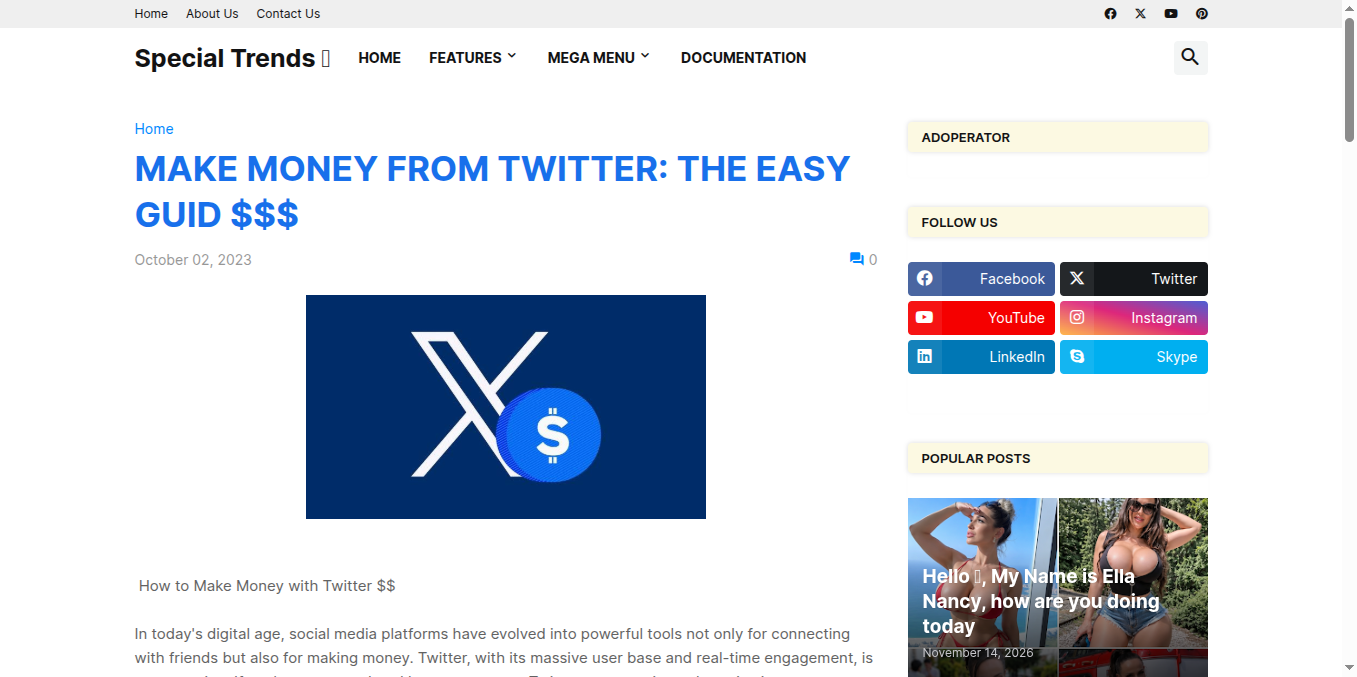 Home About Us Contact Us
Special Trends
HOME FEATURES MEGA MENU DOCUMENTATION
Home
MAKE MONEY FROM TWITTER: THE EASY
GUID $$$
October 02, 2023
0
How to Make Money with Twitter $$
In today's digital age, social media platforms have evolved into powerful tools not only for connecting
with friends but also for making money. Twitter, with its massive user base and real-time engagement, is
ADOPERATOR
FOLLOW US
Facebook Twitter
YouTube Instagram
LinkedIn Skype
POPULAR POSTS
Hello , My Name is Ella
Nancy, how are you doing
today
November 14, 2026